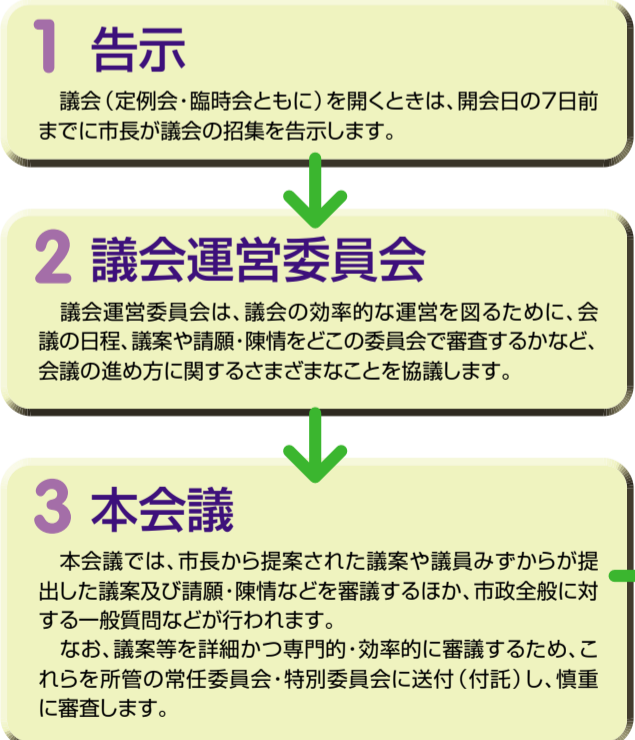 1 告示
議会（定例会・臨時会ともに）を開くときは、開会日の7日前
までに市長が議会の招集を告示します。
2 議会運営委員会
議会運営委員会は、議会の効率的な運営を図るために、会
議の日程、議案や請願・陳情をどこの委員会で審査するかなど、
会議の進め方に関するさまざまなことを協議します。
3 本会議
本会議では、市長から提案された議案や議員みずからが提
出した議案及び請願・陳情などを審議するほか、市政全般に対
する一般質問などが行われます。
なお、議案等を詳細かつ専門的・効率的に審議するため、こ
れらを所管の常任委員会・特別委員会に送付（付託）し、慎重
に審査します。